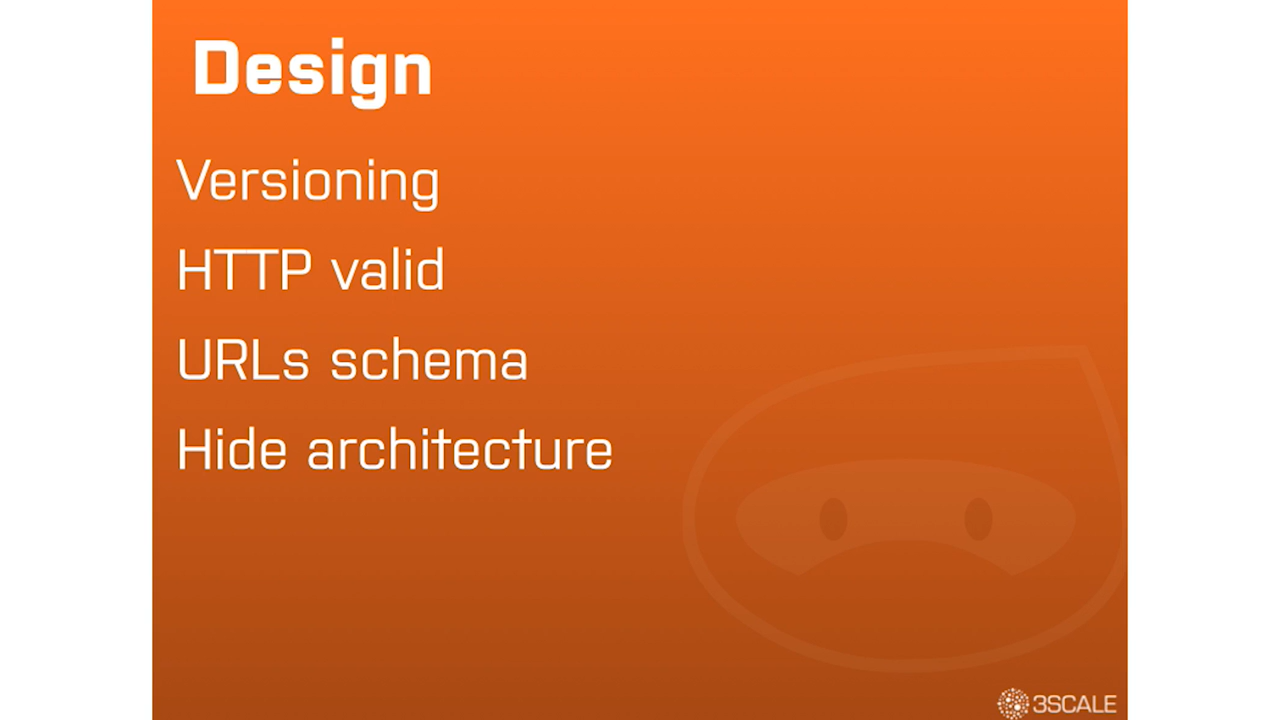 Design
Versioning
HTTP valid
URLs schema
Hide architecture
3SCALE